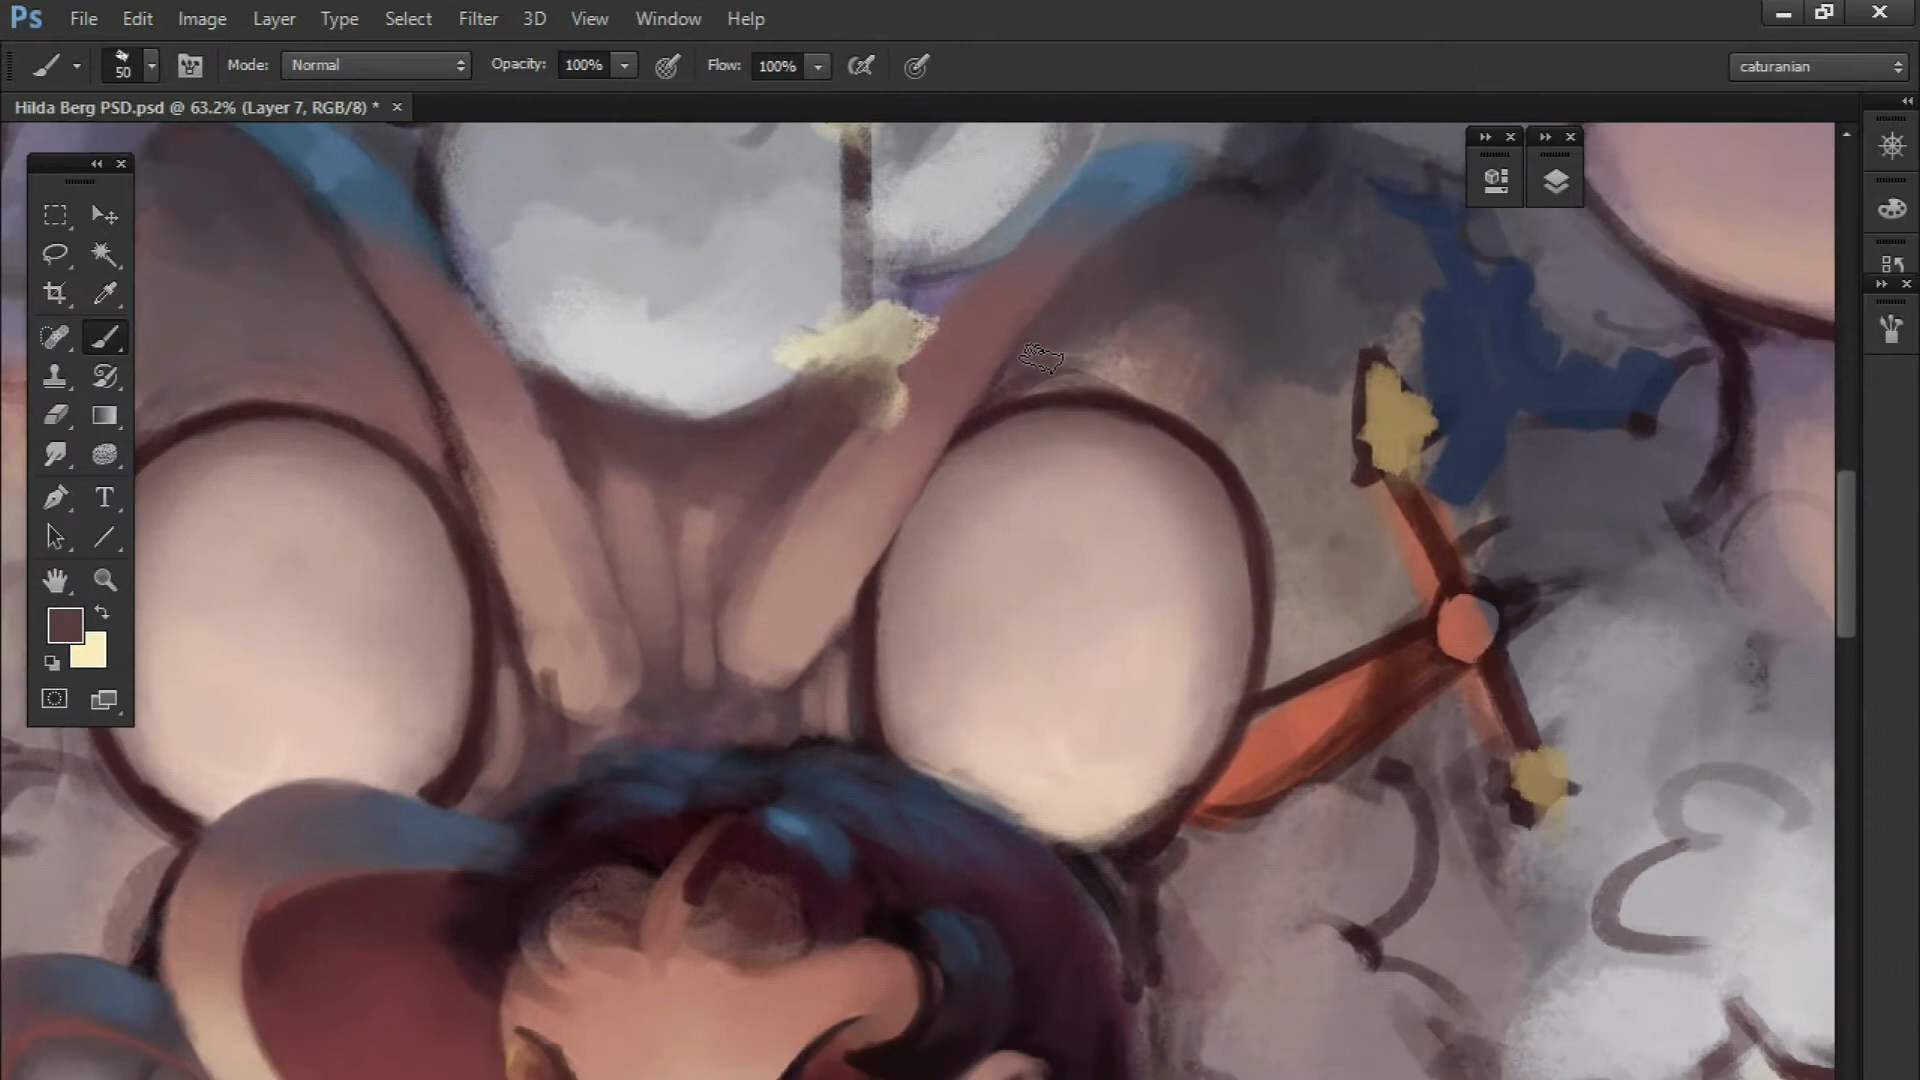 Ps File Edit Image Layer Type Select Filter 3D View Window Help
50 Mode: Normal Opacity: 100% Flow: 100% caturanian
Hilda Berg PSD.psd @ 63.2% (Layer 7, RGB/8) *
T